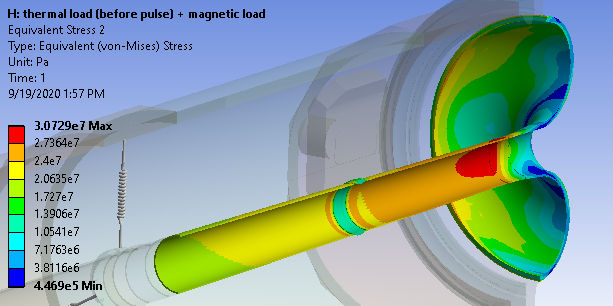 H: thermal load (before pulse) + magnetic load
Equivalent Stress 2
Type: Equivalent (von-Mises) Stress
Unit: Pa
Time: 1
9/19/2020 1:57 PM
3.0729e7 Max
2.7364e7
2.4e7
2.0635e7
1.727e7
1.3906e7
1.0541e7
7.1763e6
3.8116e6
4.469e5 Min